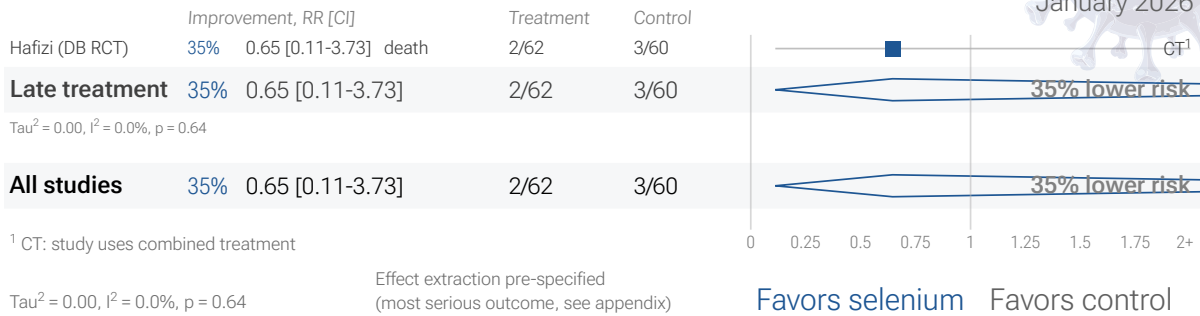 January 2026
Improvement, RR [CI] Treatment Control
Hafizi (DB RCT) 35% 0.65 [0.11-3.73] death 2/62 3/60 CT¹
Late treatment 35% 0.65 [0.11-3.73] 2/62 3/60 35% lower risk
Tau² = 0.00, I² = 0.0%, p = 0.64
All studies 35% 0.65 [0.11-3.73] 2/62 3/60 35% lower risk
0 0.25 0.5 0.75 1 1.25 1.5 1.75 2+
¹ CT: study uses combined treatment
Effect extraction pre-specified
Tau² = 0.00, I² = 0.0%, p = 0.64 (most serious outcome, see appendix) Favors selenium Favors control